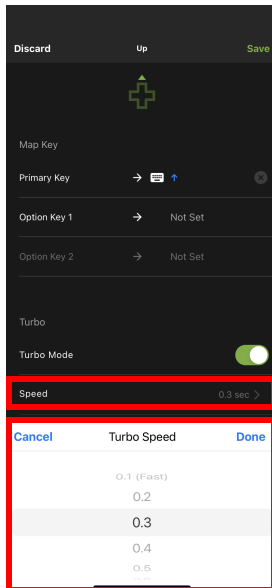 Discard Up Save
Map Key
Primary Key → ↑
Option Key 1 → Not Set
Option Key 2 → Not Set
Turbo
Turbo Mode
Speed 0.3 sec >
Cancel Turbo Speed Done
0.1 (Fast)
0.2
0.3
0.4
0.5